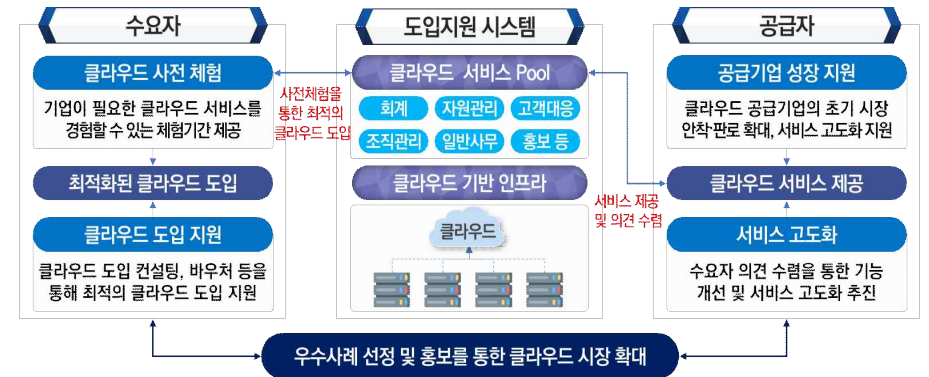 수요자
클라우드 사전 체험
기업이 필요한 클라우드 서비스를
경험할 수 있는 체험기간 제공
최적화된 클라우드 도입
클라우드 도입 지원
클라우드 도입 컨설팅, 바우처 등을
통해 최적의 클라우드 도입 지원
사전체험을
통한 최적의
클라우드 도입
도입지원 시스템
클라우드 서비스 Pool
회계 자원관리 고객대응
조직관리 일반사무 홍보 등
클라우드 기반 인프라
클라우드
서비스 제공
및 의견 수렴
공급자
공급기업 성장 지원
클라우드 공급기업의 초기 시장
안착·판로 확대, 서비스 고도화 지원
클라우드 서비스 제공
서비스 고도화
수요자 의견 수렴을 통한 기능
개선 및 서비스 고도화 추진
우수사례 선정 및 홍보를 통한 클라우드 시장 확대